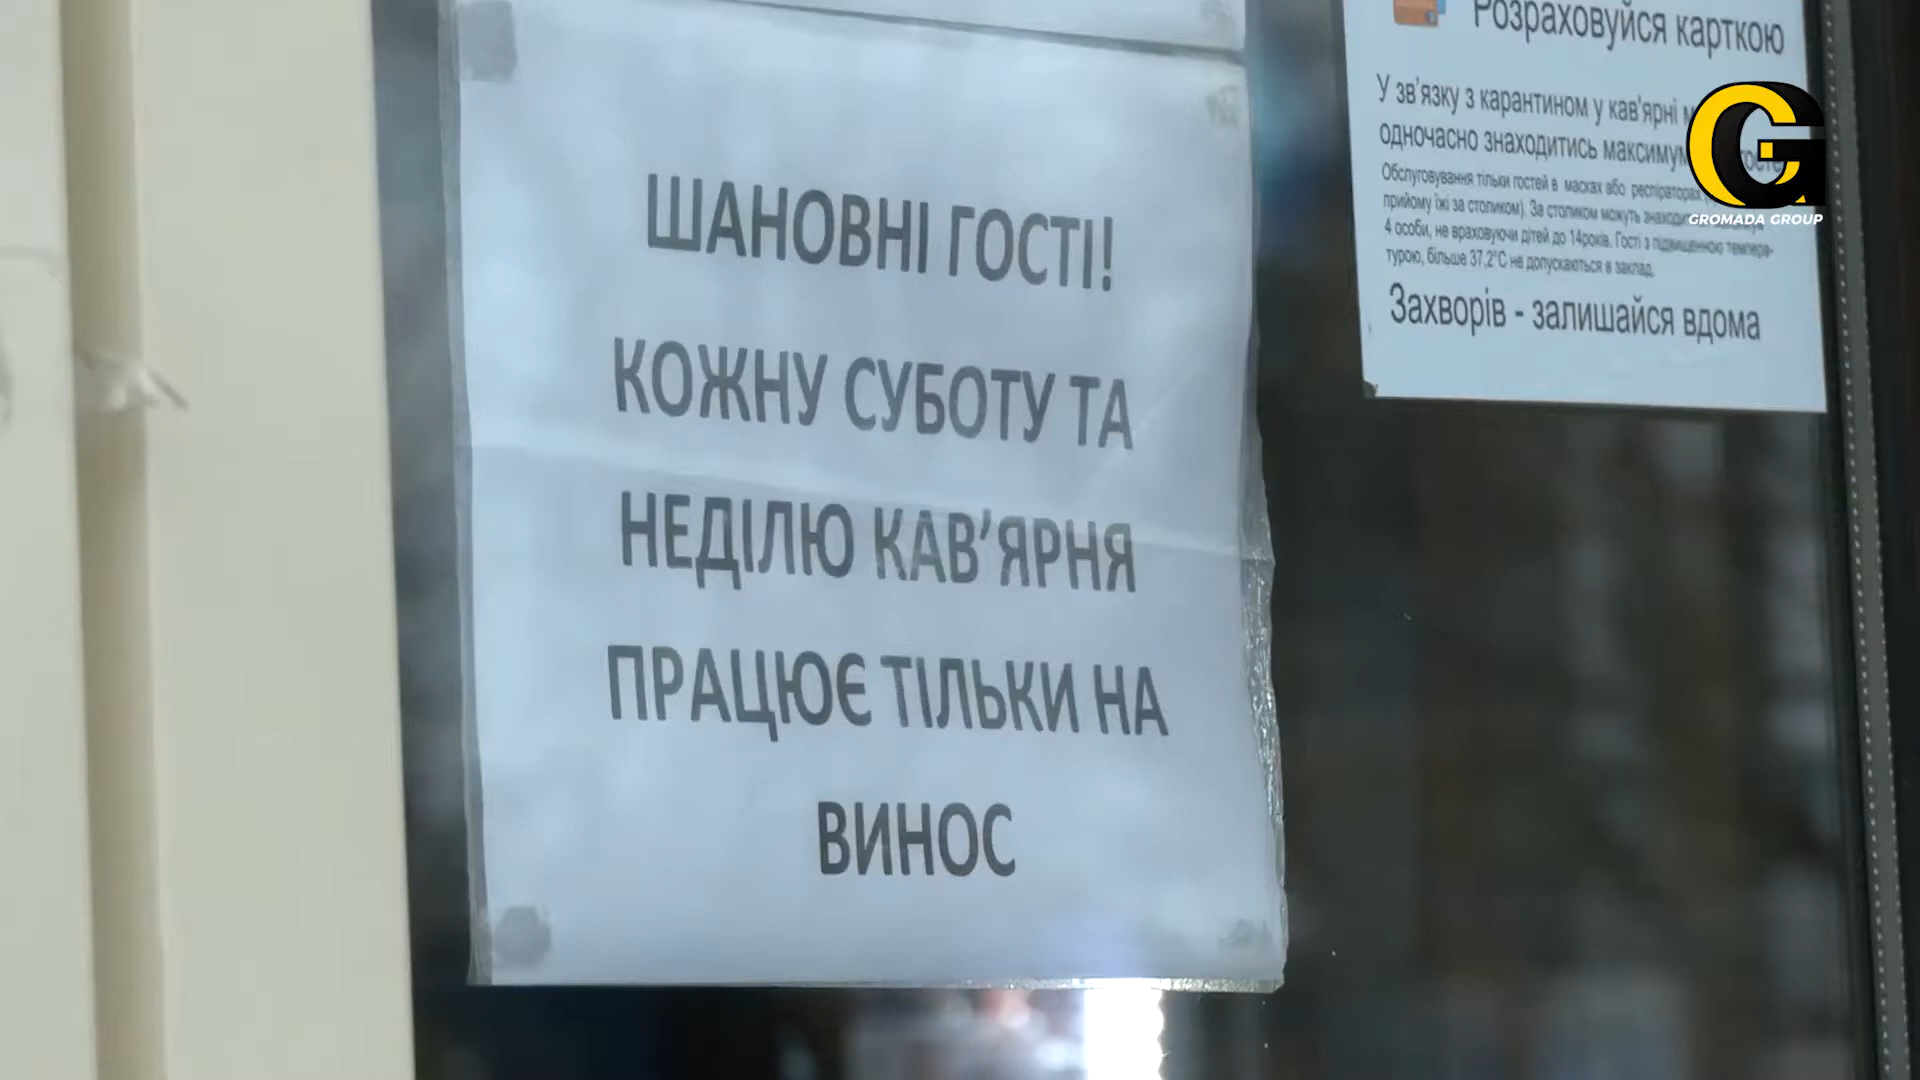 ШАНОВНІ ГОСТІ!
КОЖНУ СУБОТУ ТА
НЕДІЛЮ КАВ’ЯРНЯ
ПРАЦЮЄ ТІЛЬКИ НА
ВИНОС
Розраховуйся карткою
У зв'язку з карантином у кав'ярні
одночасно знаходитись максимум
Обслуговування тільки гостей в масках або респіраторах
прийому їжі за столиком). За столиком можуть
4 особи, не враховуючи дітей до 14років. Гості з підвищеною темпера-
турою, більше 37,2°С не допускаються в заклад.
Захворів - залишайся вдома
GROMADA GROUP